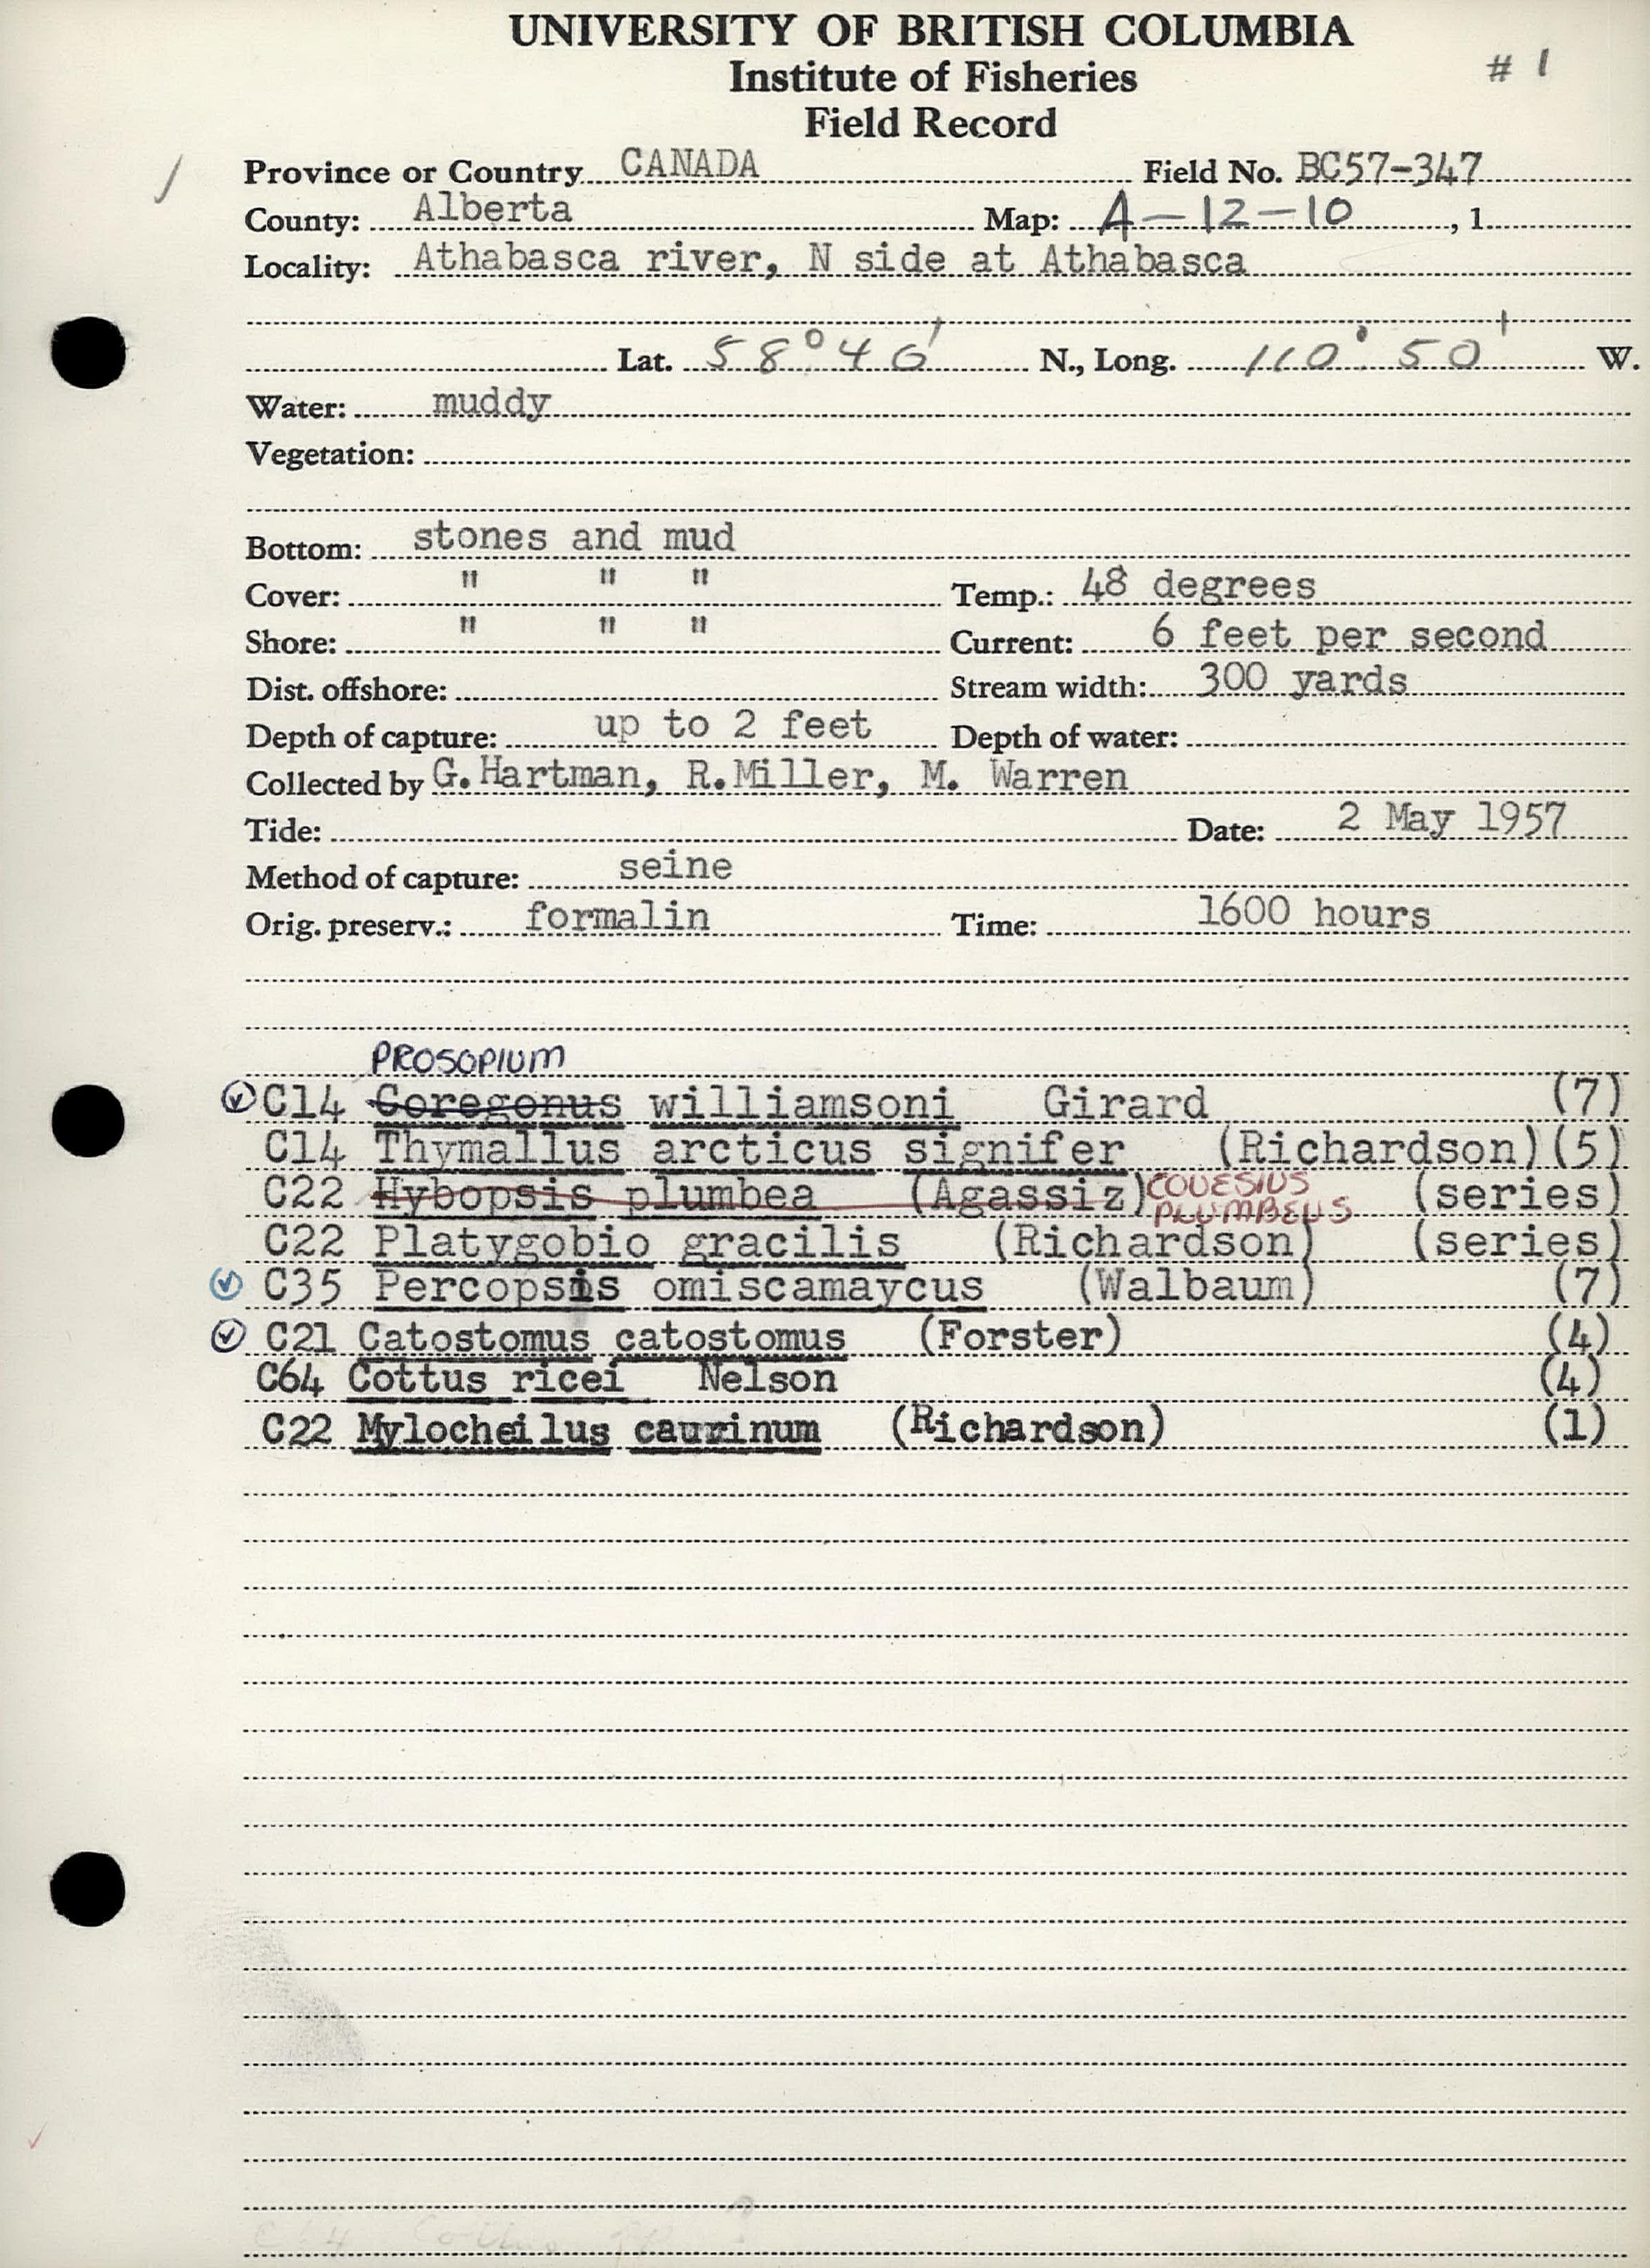 UNIVERSITY OF BRITISH COLUMBIA
Institute of Fisheries
# 1
Field Record
Province or Country CANADA Field No. BC57-347
County: Alberta Map: A-12-10, 1
Locality: Athabasca river, N side at Athabasca
Lat. 58°40' N., Long. 110° 50' W.
Water: muddy
Vegetation:
Bottom: stones and mud
Cover: " " " Temp.: 48 degrees
Shore: " " " Current: 6 feet per second
Dist. offshore: Stream width: 300 yards
Depth of capture: up to 2 feet Depth of water:
Collected by G. Hartman, R. Miller, M. Warren
Tide: Date: 2 May 1957
Method of capture: seine
Orig. preserv.: formalin Time: 1600 hours
PROSOPIUM
C14 Coregonus williamsoni Girard (7)
C14 Thymallus arcticus signifer (Richardson) (5)
C22 Hybopsis plumbea (Agassiz) COUESIUS PLUMBEUS (series)
C22 Platygobio gracilis (Richardson) (series)
C35 Percopsis omiscamaycus (Walbaum) (7)
C21 Catostomus catostomus (Forster) (4)
C64 Cottus ricei Nelson (4)
C22 Mylocheilus caurinum (Richardson) (1)